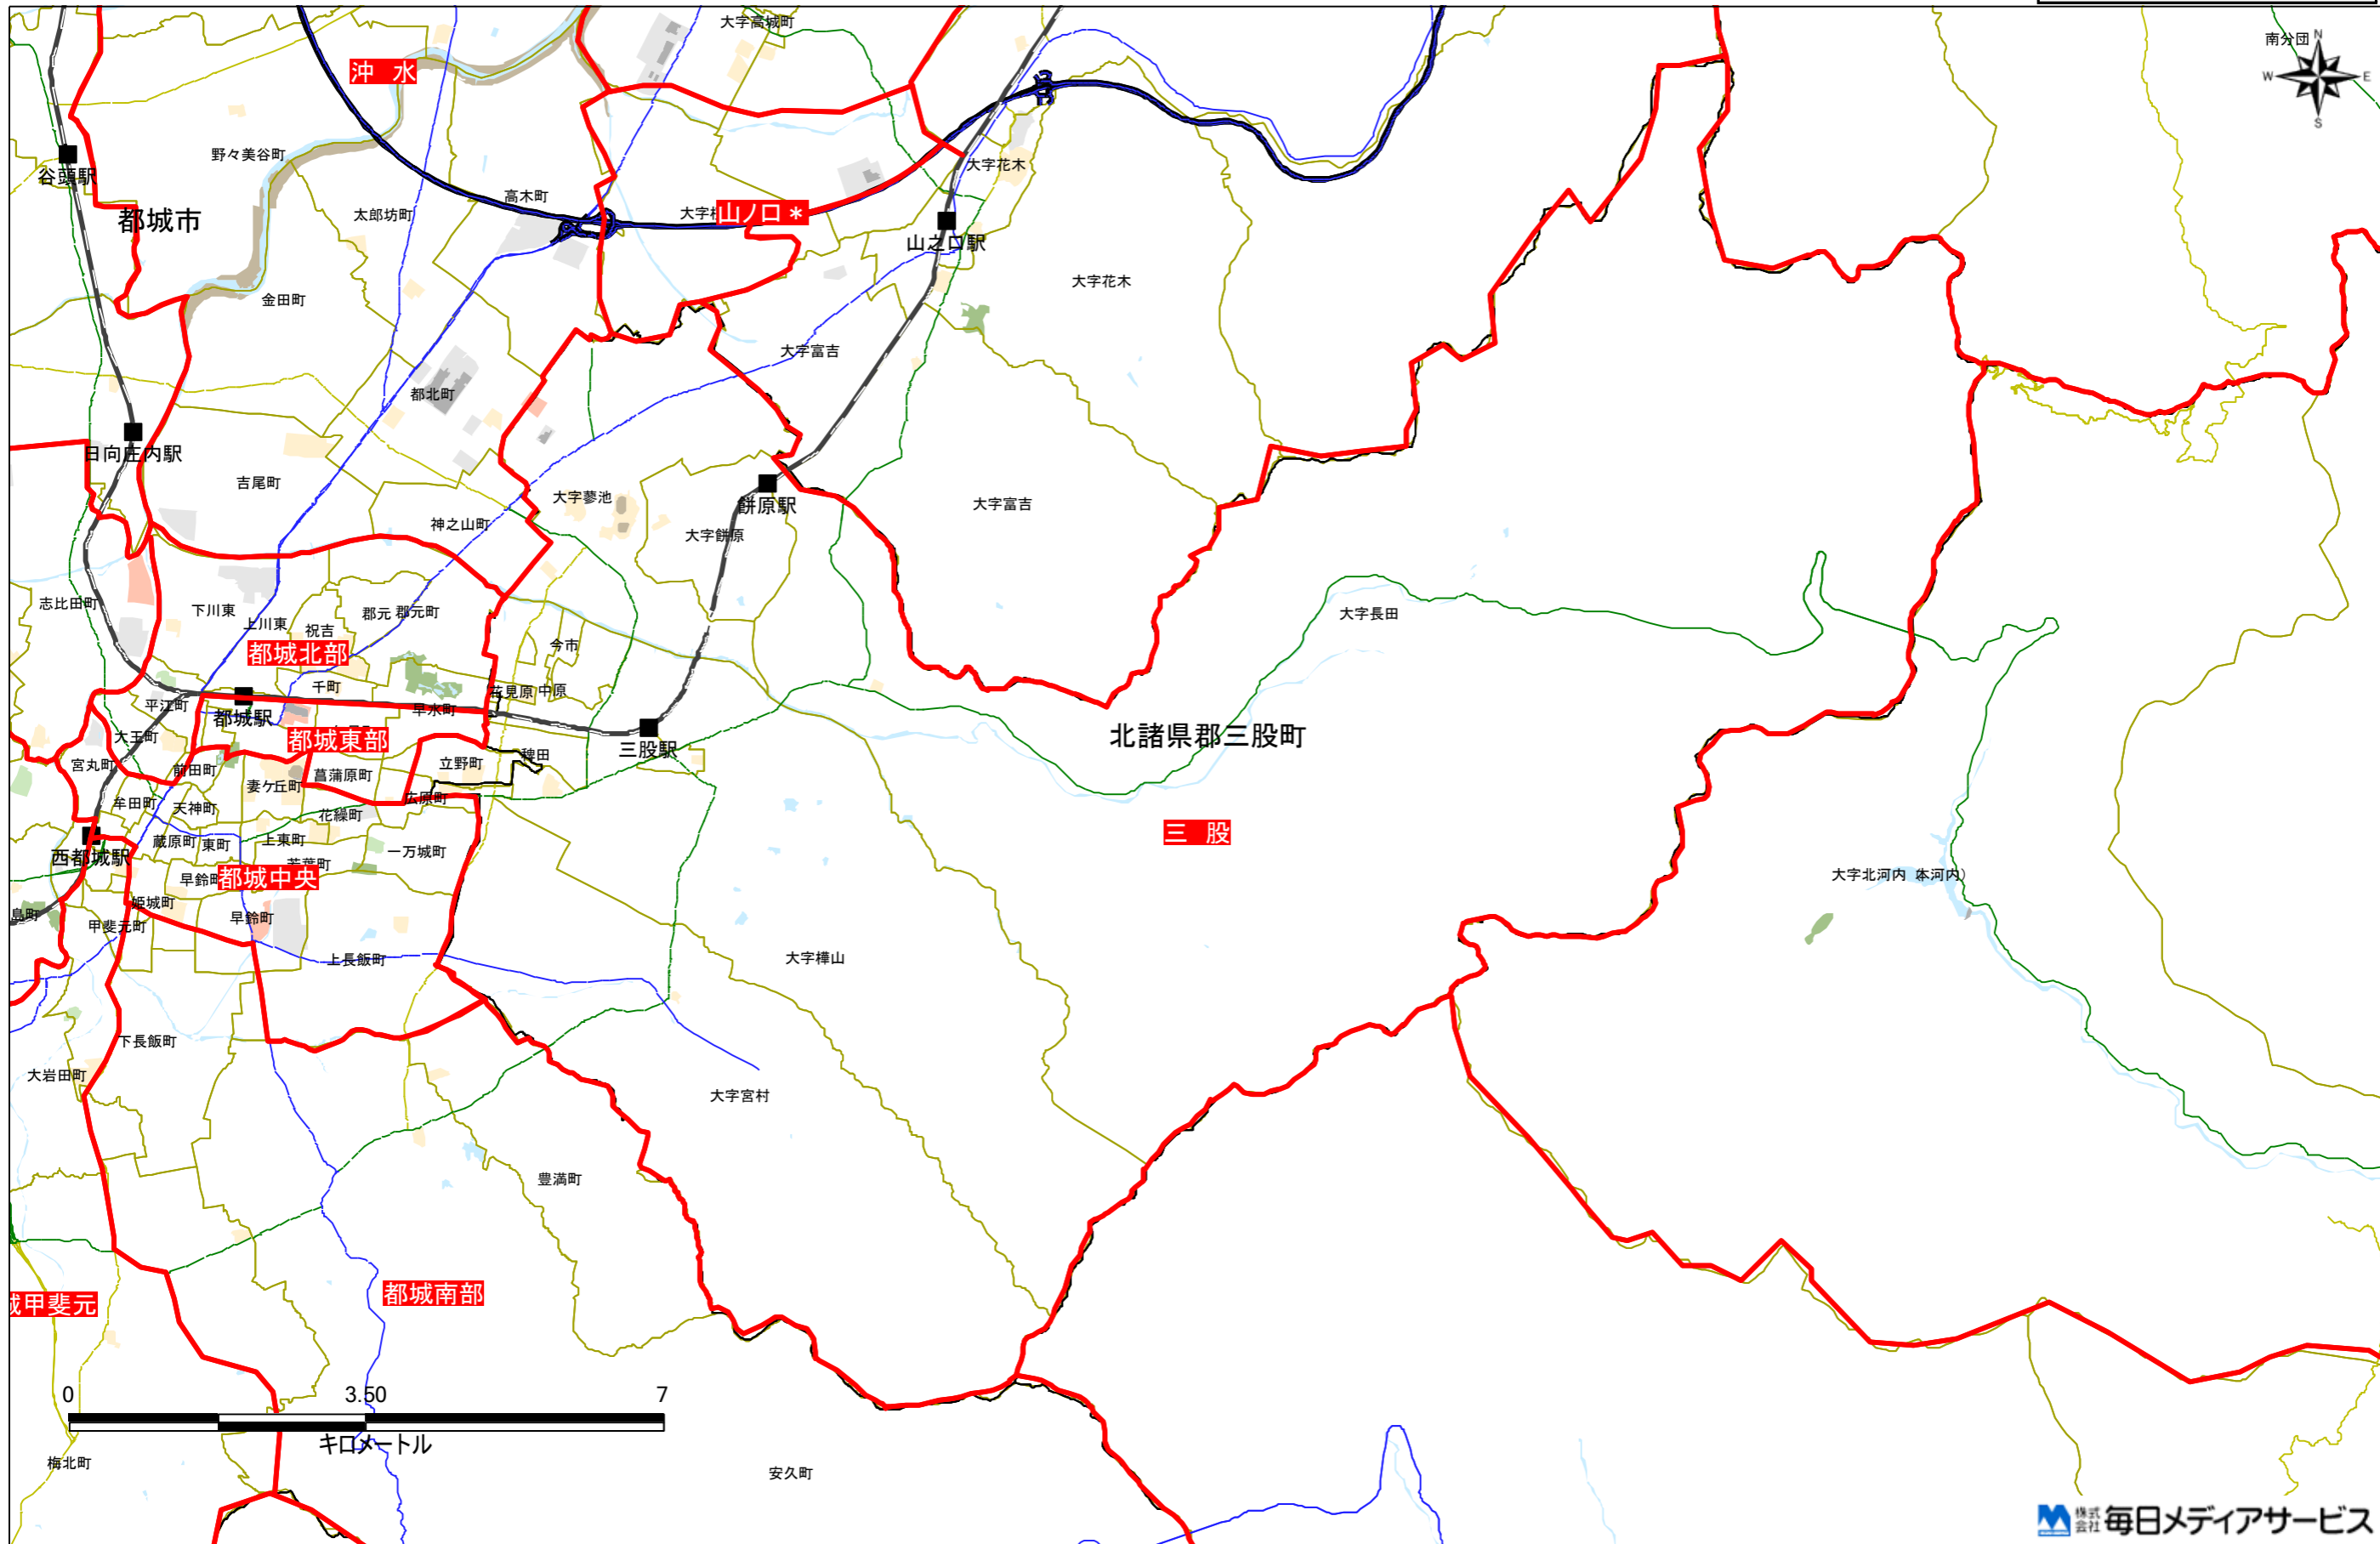 大字高城町
南分団
N
W
E
S
沖 水
谷頭駅
野々美谷町
大字花木
都城市
太郎坊町
高木町
山ノ口 *
山之口駅
金田町
大字花木
大字富吉
都北町
日向庄内駅
吉尾町
大字蓼池
餅原駅
大字富吉
神之山町
大字餅原
志比田町
下川東
上川東
祝吉
郡元
郡元町
大字長田
都城北部
今市
千町
花見原
中原
平江町
都城駅
早水町
大王町
都城東部
稗田
三股駅
北諸県郡三股町
宮丸町
前田町
菖蒲原町
立野町
妻ケ丘町
牟田町
天神町
花繰町
広原町
三 股
蔵原町
東町
上東町
一万城町
西都城駅
都城中央
大字北河内
姫城町
早鈴町
甲斐元町
上長飯町
大字樺山
下長飯町
大岩田町
大字宮村
豊満町
都城南部
城甲斐元
0
3.50
7
キロメートル
梅北町
安久町
株式会社 毎日メディアサービス